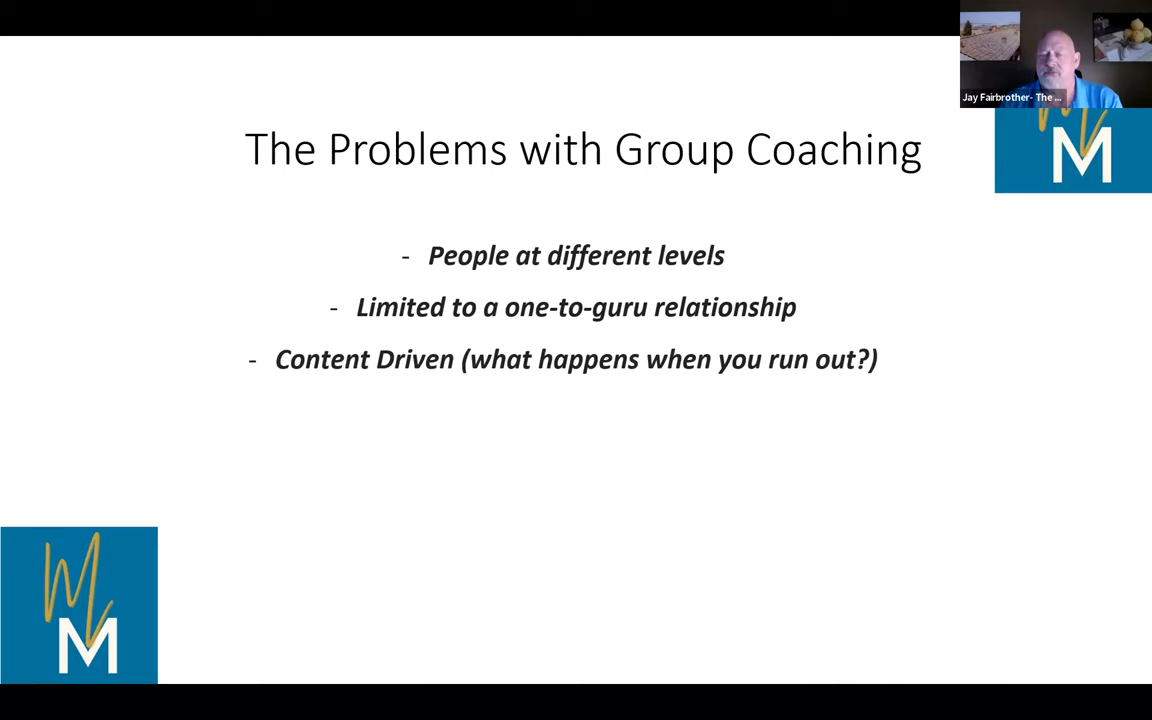 Jay Fairbrother- The ...
M
The Problems with Group Coaching
- People at different levels
- Limited to a one-to-guru relationship
- Content Driven (what happens when you run out?)
M
M